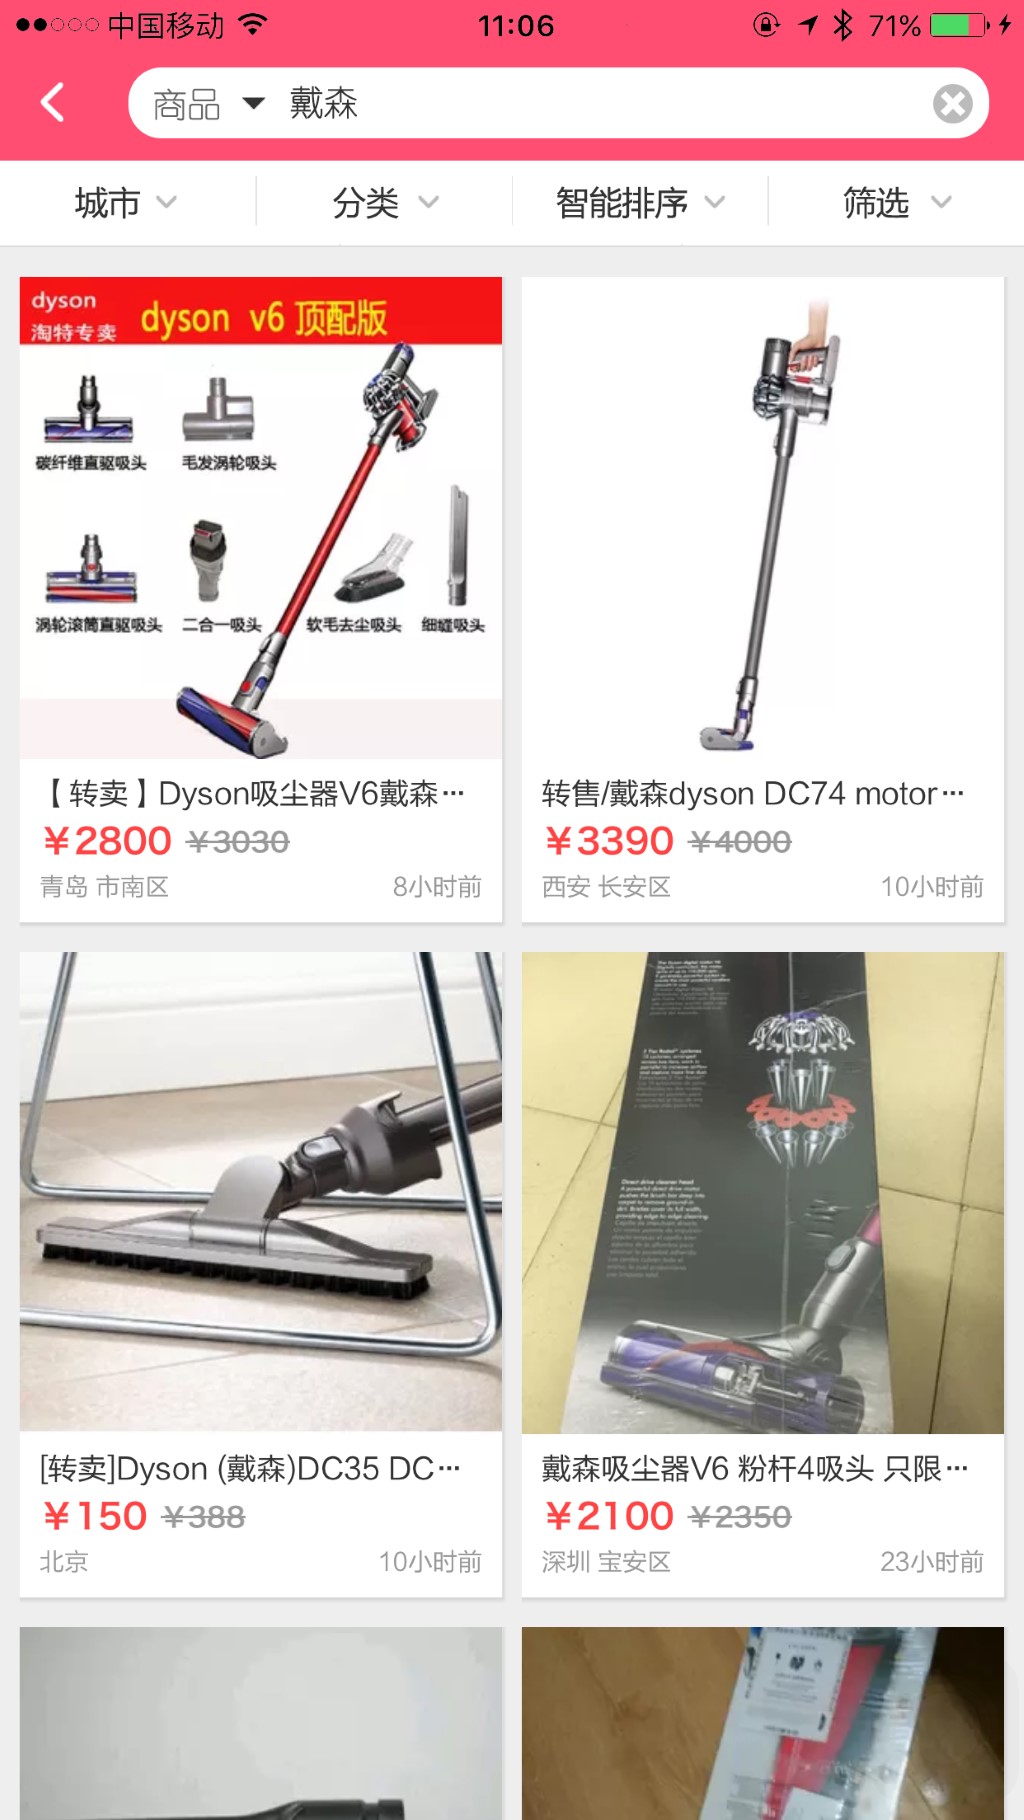 中国移动
11:06
71%
商品 戴森
城市 分类 智能排序 筛选
dyson
淘特专卖
dyson v6 顶配版
碳纤维直驱吸头 毛发涡轮吸头
涡轮滚筒直驱吸头 二合一吸头 软毛去尘吸头 细缝吸头
【转卖】Dyson吸尘器V6戴森…
¥2800 ¥3030
青岛 市南区 8小时前
转售/戴森dyson DC74 motor…
¥3390 ¥4000
西安 长安区 10小时前
[转卖]Dyson (戴森)DC35 DC…
¥150 ¥388
北京 10小时前
Direct drive cleaner head
戴森吸尘器V6 粉杆4吸头 只限…
¥2100 ¥2350
深圳 宝安区 23小时前